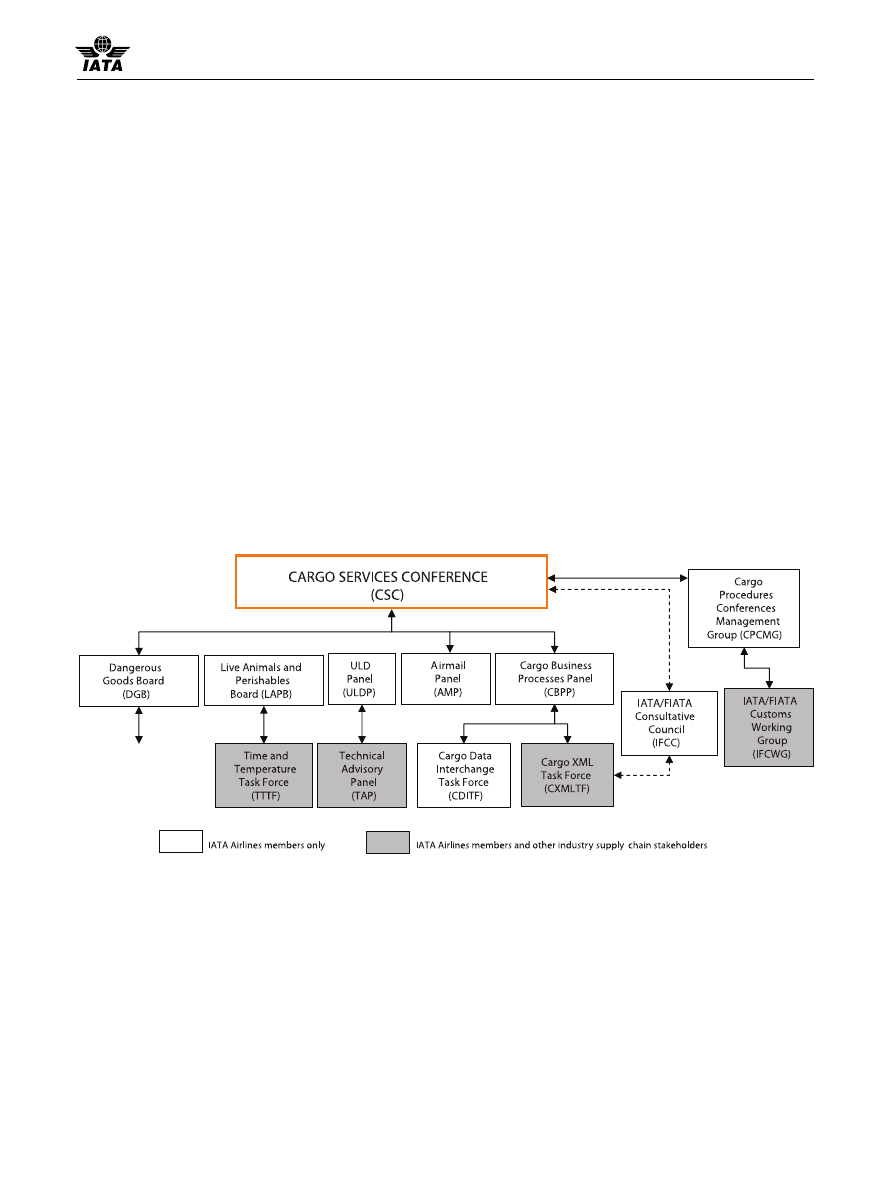 IATA
CARGO SERVICES CONFERENCE
(CSC)
Cargo
Procedures
Conferences
Management
Group (CPCMG)
Dangerous
Goods Board
(DGB)
Live Animals and
Perishables
Board (LAPB)
ULD
Panel
(ULDP)
Airmail
Panel
(AMP)
Cargo Business
Processes Panel
(CBPP)
IATA/FIATA
Consultative
Council
(IFCC)
IATA/FIATA
Customs
Working
Group
(IFCWG)
Time and
Temperature
Task Force
(TTTF)
Technical
Advisory
Panel
(TAP)
Cargo Data
Interchange
Task Force
(CDITF)
Cargo XML
Task Force
(CXMLTF)
IATA Airlines members only
IATA Airlines members and other industry supply chain stakeholders